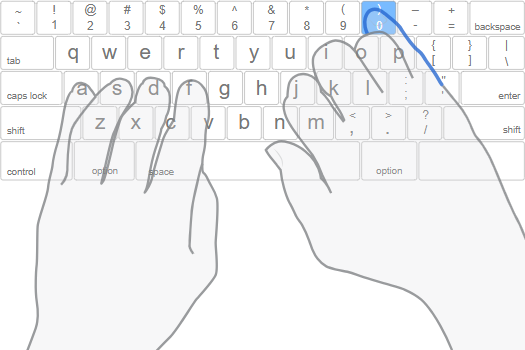 ~ ! @ # $ % ^ & * ( ) – +
` 1 2 3 4 5 6 7 8 9 0 - = backspace
tab q w e r t y u i o p { [ } ] | \
caps lock a s d f g h j k l : ; " ' enter
shift z x c v b n m < , > . ? / shift
control option space option